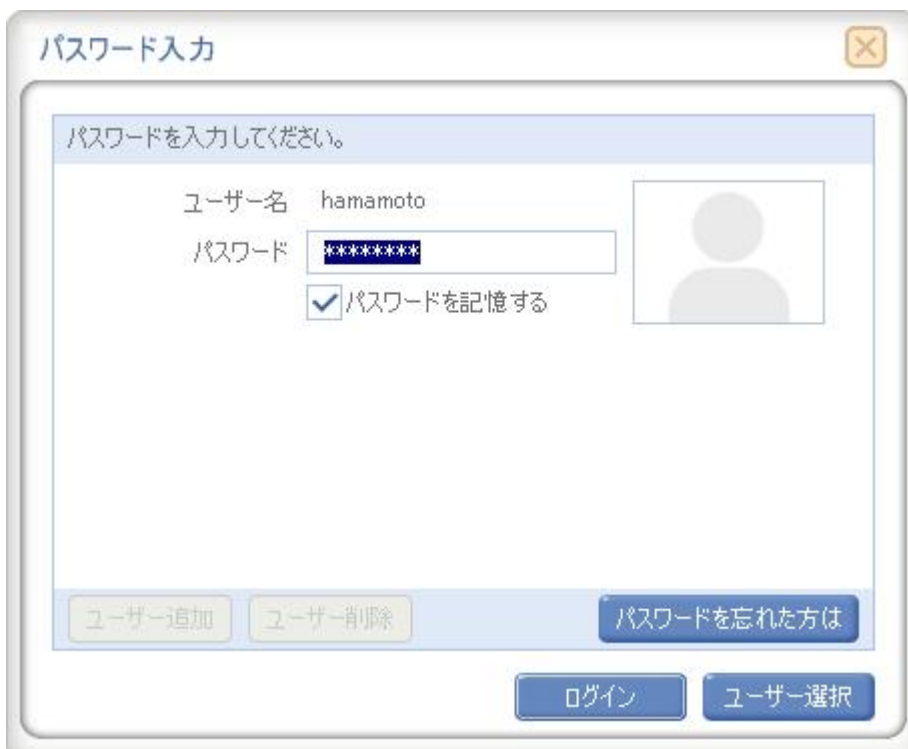 パスワード入力
パスワードを入力してください。
ユーザー名 hamamoto
パスワード ********
パスワードを記憶する
ユーザー追加 ユーザー削除 パスワードを忘れた方は
ログイン ユーザー選択